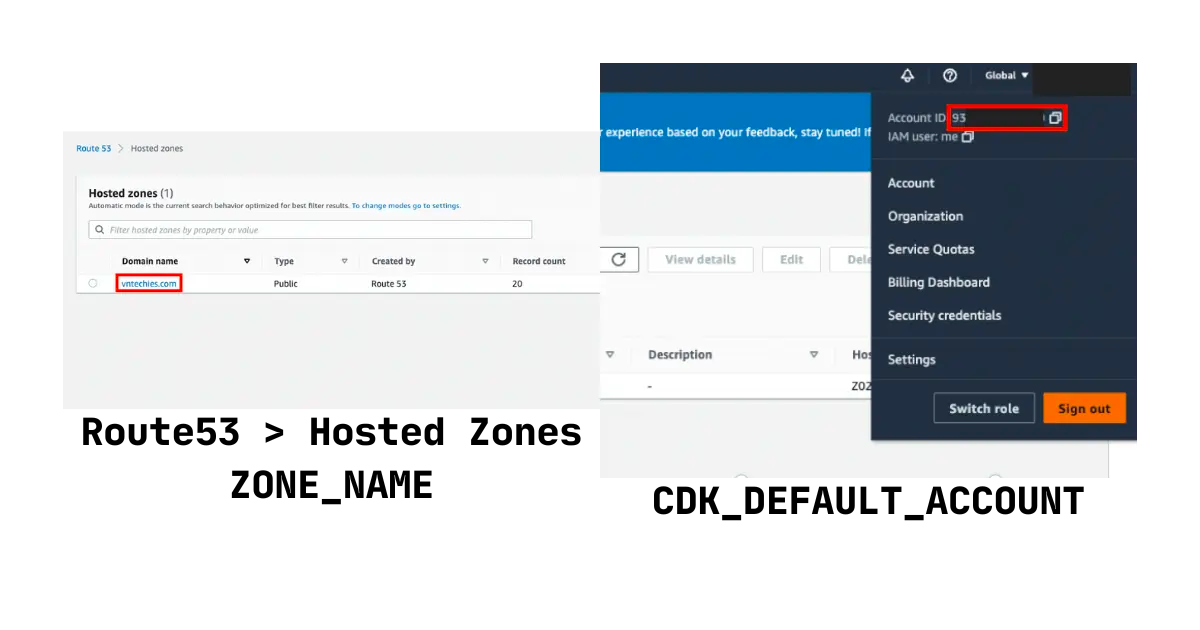 Route 53 > Hosted zones
Hosted zones (1)
Automatic mode is the current search behavior optimized for best filter results. To change modes go to settings.
Filter hosted zones by property or value
Domain name Type Created by Record count
vntechies.com Public Route 53 20
Route53 > Hosted Zones
ZONE_NAME
Global
Account ID 93
IAM user: me
r experience based on your feedback, stay tuned! If
Account
Organization
Service Quotas
Billing Dashboard
Security credentials
Settings
Switch role Sign out
View details Edit Dele
Description Hos
- Z02
CDK_DEFAULT_ACCOUNT